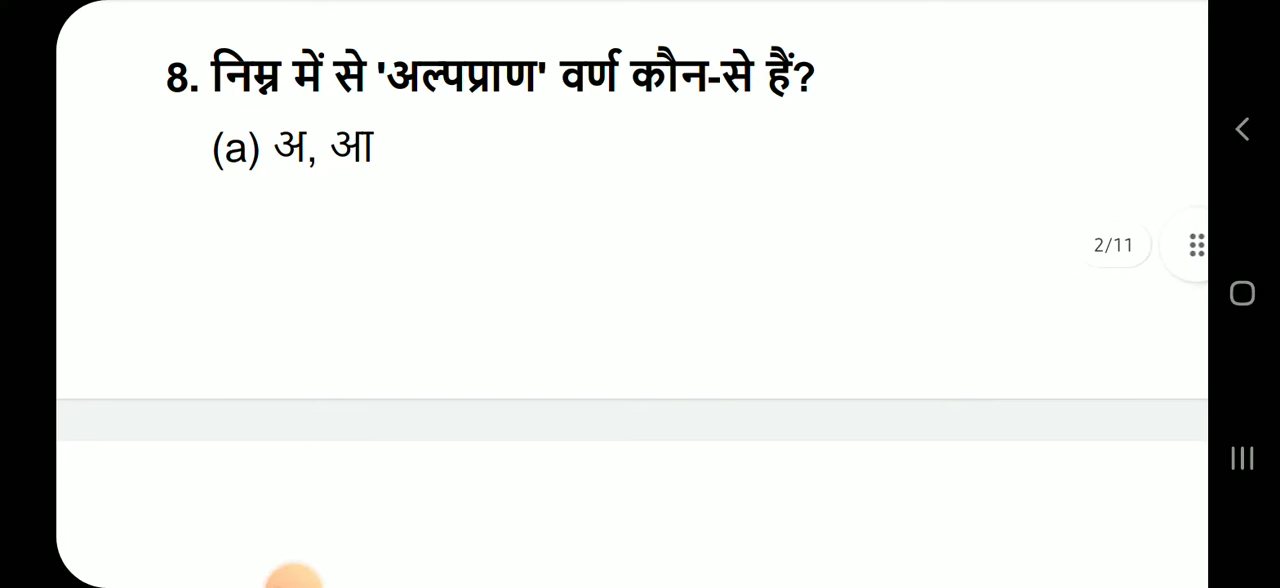 8. निम्न में से 'अल्पप्राण' वर्ण कौन-से हैं?
(a) अ, आ
2/11